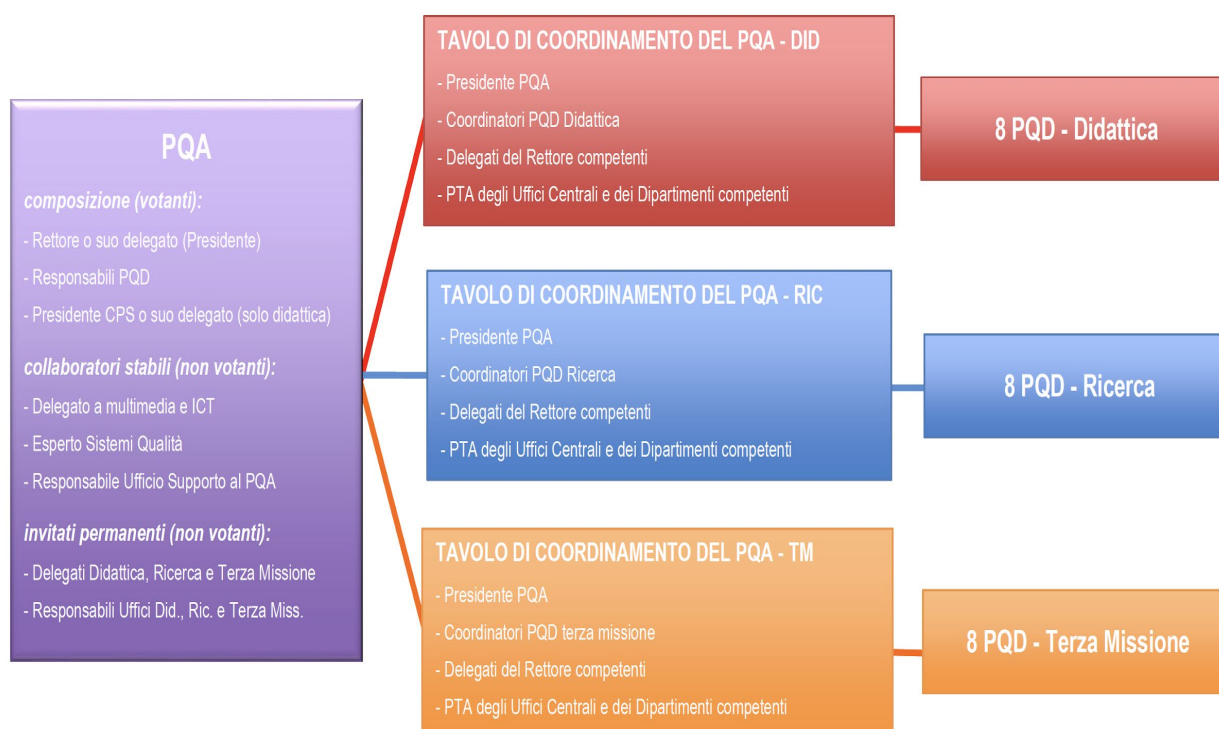 PQA
composizione (votanti):
- Rettore o suo delegato (Presidente)
- Responsabili PQD
- Presidente CPS o suo delegato (solo didattica)
collaboratori stabili (non votanti):
- Delegato a multimedia e ICT
- Esperto Sistemi Qualità
- Responsabile Ufficio Supporto al PQA
invitati permanenti (non votanti):
- Delegati Didattica, Ricerca e Terza Missione
- Responsabili Uffici Did., Ric. e Terza Miss.
TAVOLO DI COORDINAMENTO DEL PQA - DID
- Presidente PQA
- Coordinatori PQD Didattica
- Delegati del Rettore competenti
- PTA degli Uffici Centrali e dei Dipartimenti competenti
8 PQD - Didattica
TAVOLO DI COORDINAMENTO DEL PQA - RIC
- Presidente PQA
- Coordinatori PQD Ricerca
- Delegati del Rettore competenti
- PTA degli Uffici Centrali e dei Dipartimenti competenti
8 PQD - Ricerca
TAVOLO DI COORDINAMENTO DEL PQA - TM
- Presidente PQA
- Coordinatori PQD terza missione
- Delegati del Rettore competenti
- PTA degli Uffici Centrali e dei Dipartimenti competenti
8 PQD - Terza Missione